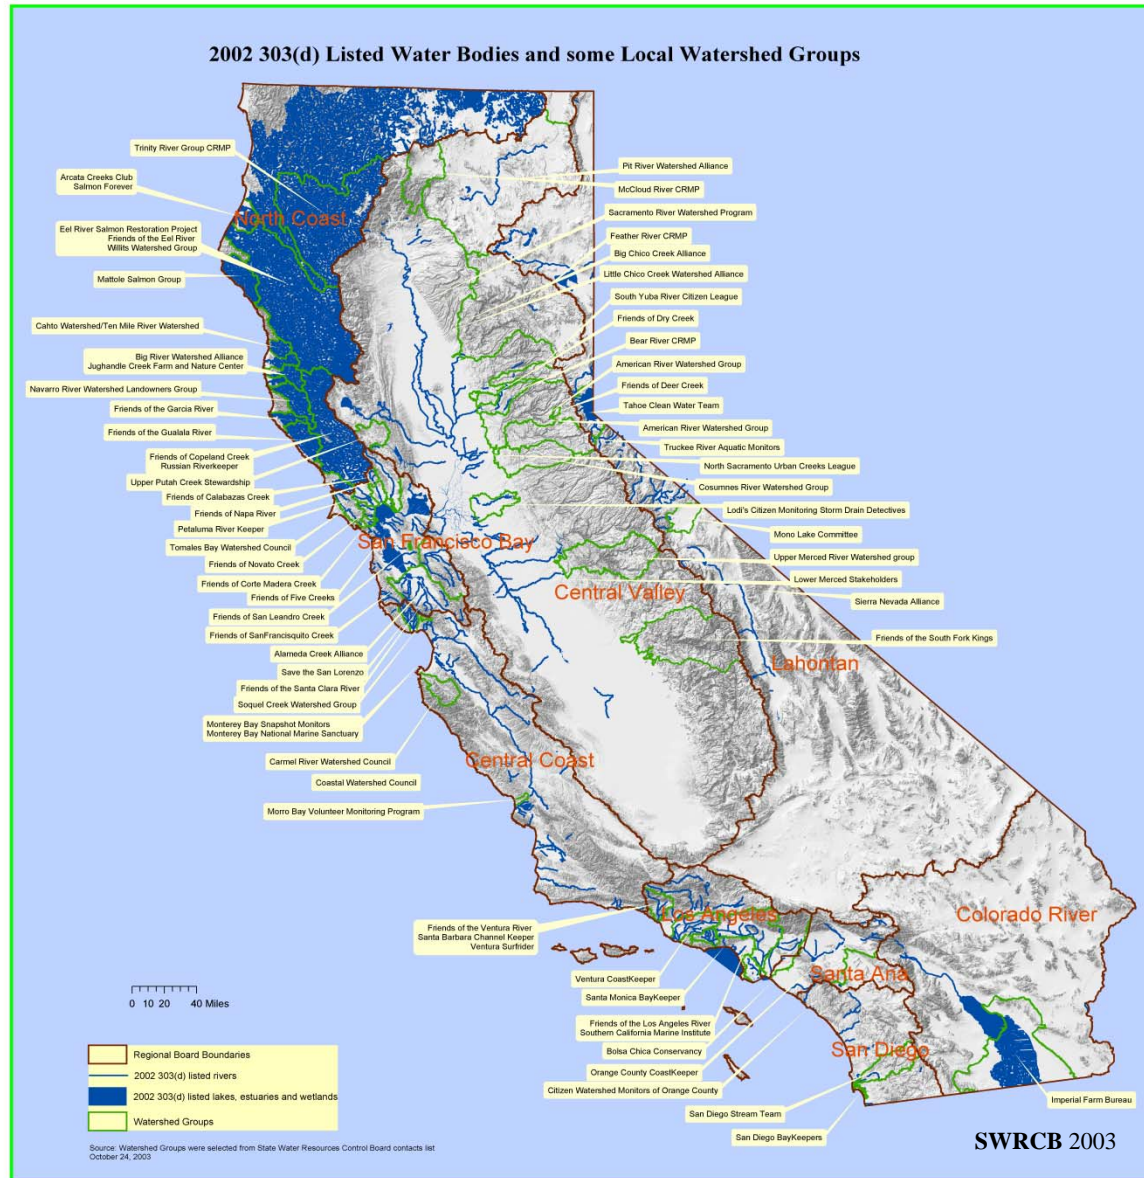 2002 303(d) Listed Water Bodies and some Local Watershed Groups
Trinity River Group CRMP
Arcata Creeks Club
Salmon Forever
North Coast
Eel River Salmon Restoration Project
Friends of the Eel River
Willits Watershed Group
Mattole Salmon Group
Cahto Watershed/Ten Mile River Watershed
Big River Watershed Alliance
Jughandle Creek Farm and Nature Center
Navarro River Watershed Landowners Group
Friends of the Garcia River
Friends of the Gualala River
Friends of Copeland Creek
Russian Riverkeeper
Upper Putah Creek Stewardship
Friends of Calabazas Creek
Friends of Napa River
Petaluma River Keeper
Tomales Bay Watershed Council
San Francisco Bay
Friends of Novato Creek
Friends of Corte Madera Creek
Friends of Five Creeks
Friends of San Leandro Creek
Friends of SanFrancisquito Creek
Alameda Creek Alliance
Save the San Lorenzo
Friends of the Santa Clara River
Soquel Creek Watershed Group
Monterey Bay Snapshot Monitors
Monterey Bay National Marine Sanctuary
Carmel River Watershed Council
Central Coast
Coastal Watershed Council
Morro Bay Volunteer Monitoring Program
Pit River Watershed Alliance
McCloud River CRMP
Sacramento River Watershed Program
Feather River CRMP
Big Chico Creek Alliance
Little Chico Creek Watershed Alliance
South Yuba River Citizen League
Friends of Dry Creek
Bear River CRMP
American River Watershed Group
Friends of Deer Creek
Tahoe Clean Water Team
American River Watershed Group
Truckee River Aquatic Monitors
North Sacramento Urban Creeks League
Cosumnes River Watershed Group
Lodi's Citizen Monitoring Storm Drain Detectives
Mono Lake Committee
Upper Merced River Watershed group
Lower Merced Stakeholders
Central Valley
Sierra Nevada Alliance
Friends of the South Fork Kings
Lahontan
Friends of the Ventura River
Santa Barbara Channel Keeper
Ventura Surfrider
Los Angeles
Colorado River
Ventura CoastKeeper
Santa Ana
Santa Monica BayKeeper
Friends of the Los Angeles River
Southern California Marine Institute
Bolsa Chica Conservancy
San Diego
Orange County CoastKeeper
Citizen Watershed Monitors of Orange County
San Diego Stream Team
San Diego BayKeepers
Imperial Farm Bureau
0 10 20 40 Miles
Regional Board Boundaries
2002 303(d) listed rivers
2002 303(d) listed lakes, estuaries and wetlands
Watershed Groups
Source: Watershed Groups were selected from State Water Resources Control Board contacts list
October 24, 2003
SWRCB 2003